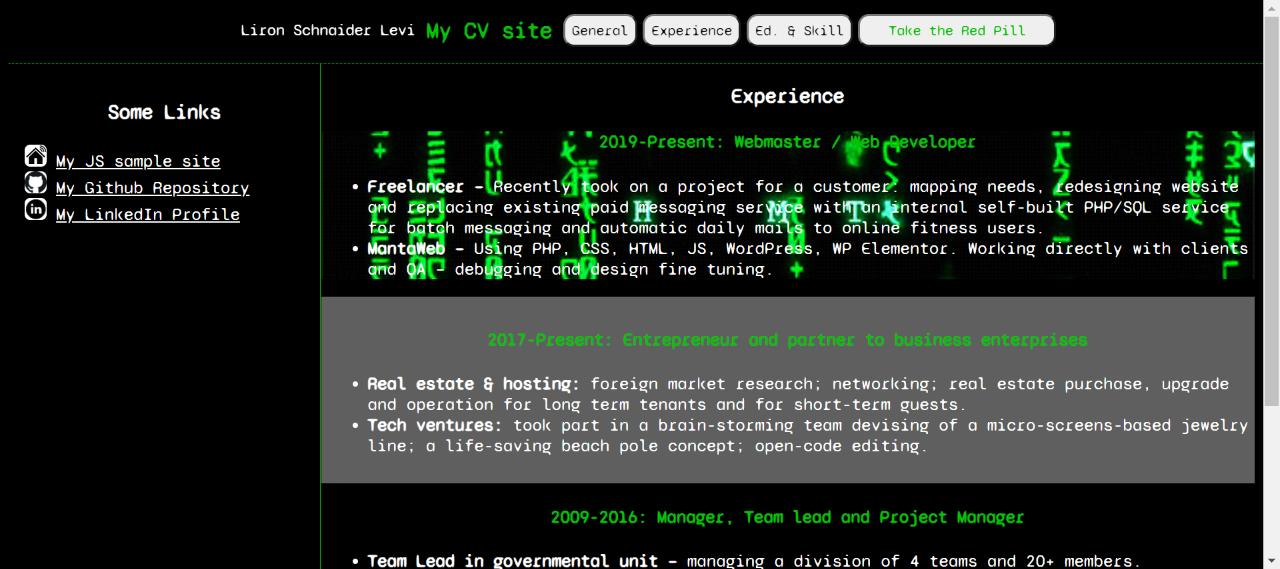 Liron Schnaider Levi My CV site General Experience Ed. & Skill Take the Red Pill
Some Links
My JS sample site
My Github Repository
My LinkedIn Profile
Experience
2019-Present: Webmaster / Web Developer
• Freelancer - Recently took on a project for a customer: mapping needs, redesigning website
and replacing existing paid messaging service with an internal self-built PHP/SQL service
for batch messaging and automatic daily mails to online fitness users.
• MantaWeb - Using PHP, CSS, HTML, JS, WordPress, WP Elementor. Working directly with clients
and QA - debugging and design fine tuning.
2017-Present: Entrepreneur and partner to business enterprises
• Real estate & hosting: foreign market research; networking; real estate purchase, upgrade
and operation for long term tenants and for short-term guests.
• Tech ventures: took part in a brain-storming team devising of a micro-screens-based jewelry
line; a life-saving beach pole concept; open-code editing.
2009-2016: Manager, Team lead and Project Manager
• Team Lead in governmental unit - managing a division of 4 teams and 20+ members.